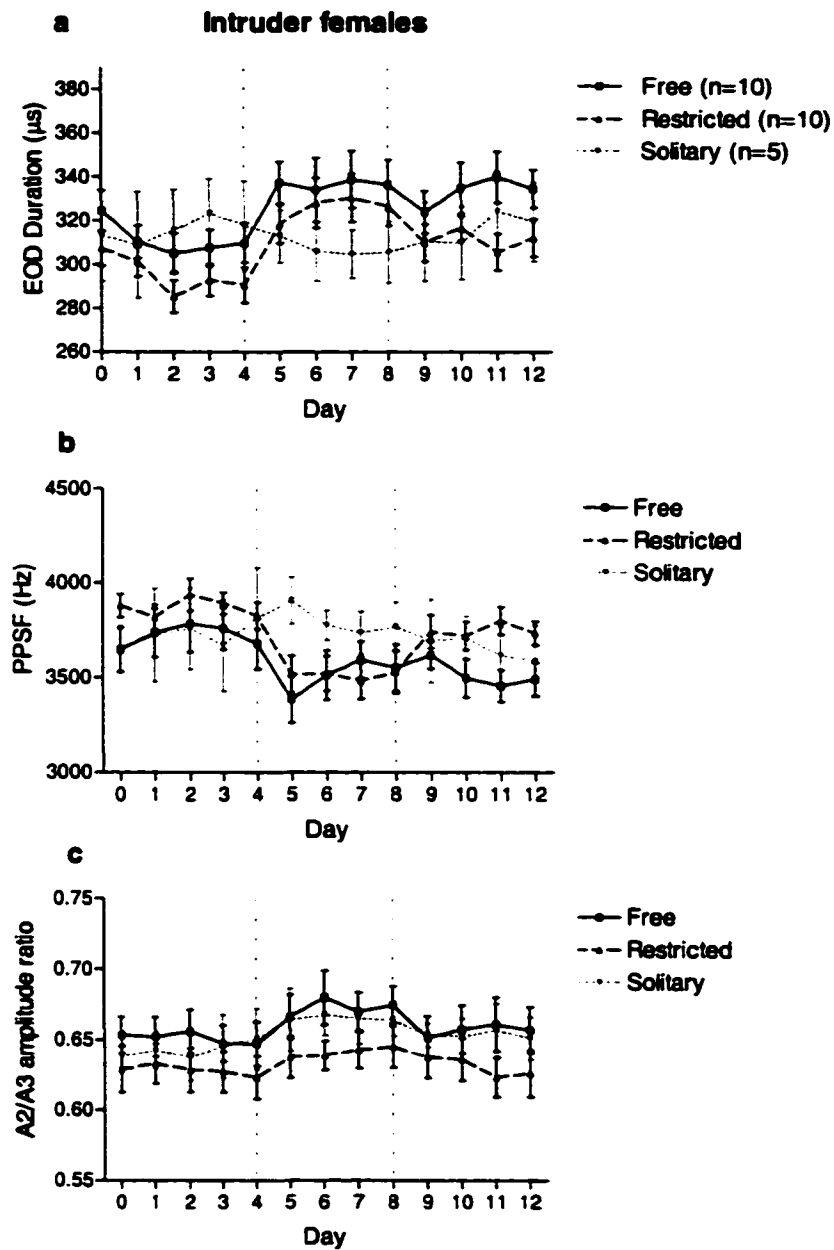 a Intruder females
380
360
340
320
300
280
260
EOD Duration (µs)
0 1 2 3 4 5 6 7 8 9 10 11 12
Day
Free (n=10)
Restricted (n=10)
Solitary (n=5)
b
4500
4000
3500
3000
PPSF (Hz)
0 1 2 3 4 5 6 7 8 9 10 11 12
Day
Free
Restricted
Solitary
c
0.75
0.70
0.65
0.60
0.55
A2/A3 amplitude ratio
0 1 2 3 4 5 6 7 8 9 10 11 12
Day
Free
Restricted
Solitary